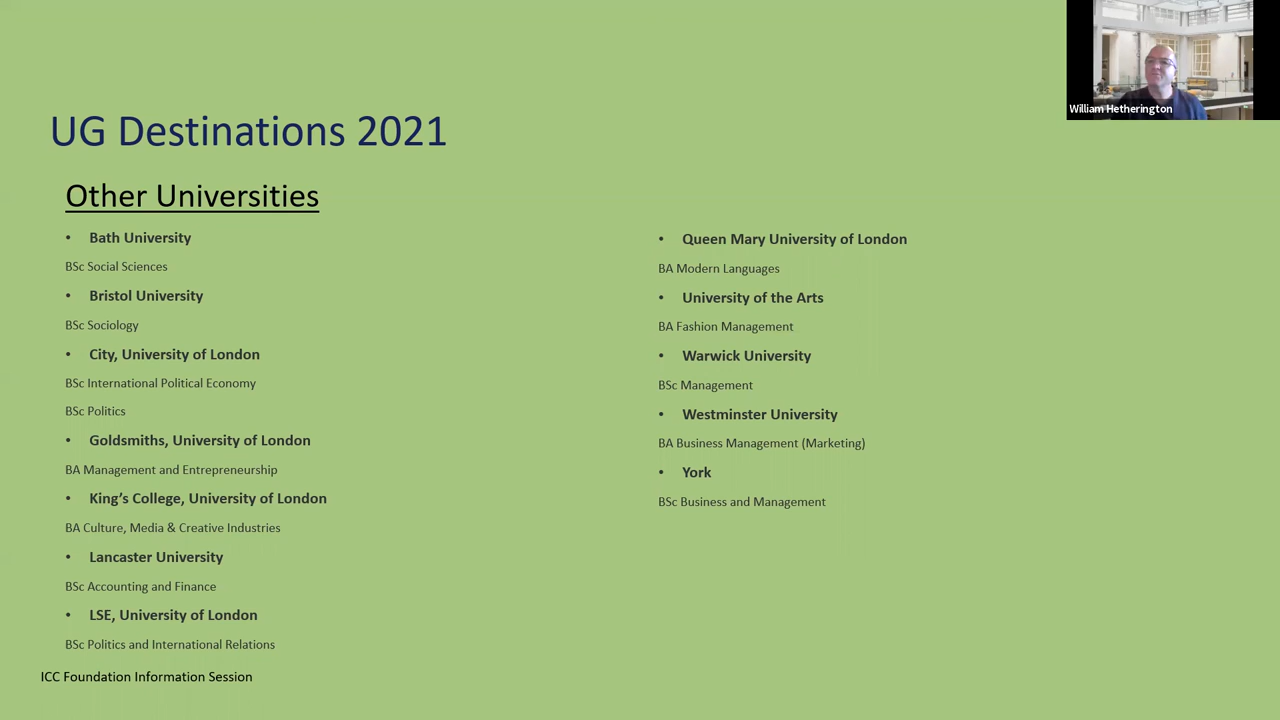 William Hetherington
UG Destinations 2021
Other Universities
• Bath University
BSc Social Sciences
• Bristol University
BSc Sociology
• City, University of London
BSc International Political Economy
BSc Politics
• Goldsmiths, University of London
BA Management and Entrepreneurship
• King’s College, University of London
BA Culture, Media & Creative Industries
• Lancaster University
BSc Accounting and Finance
• LSE, University of London
BSc Politics and International Relations
• Queen Mary University of London
BA Modern Languages
• University of the Arts
BA Fashion Management
• Warwick University
BSc Management
• Westminster University
BA Business Management (Marketing)
• York
BSc Business and Management
ICC Foundation Information Session